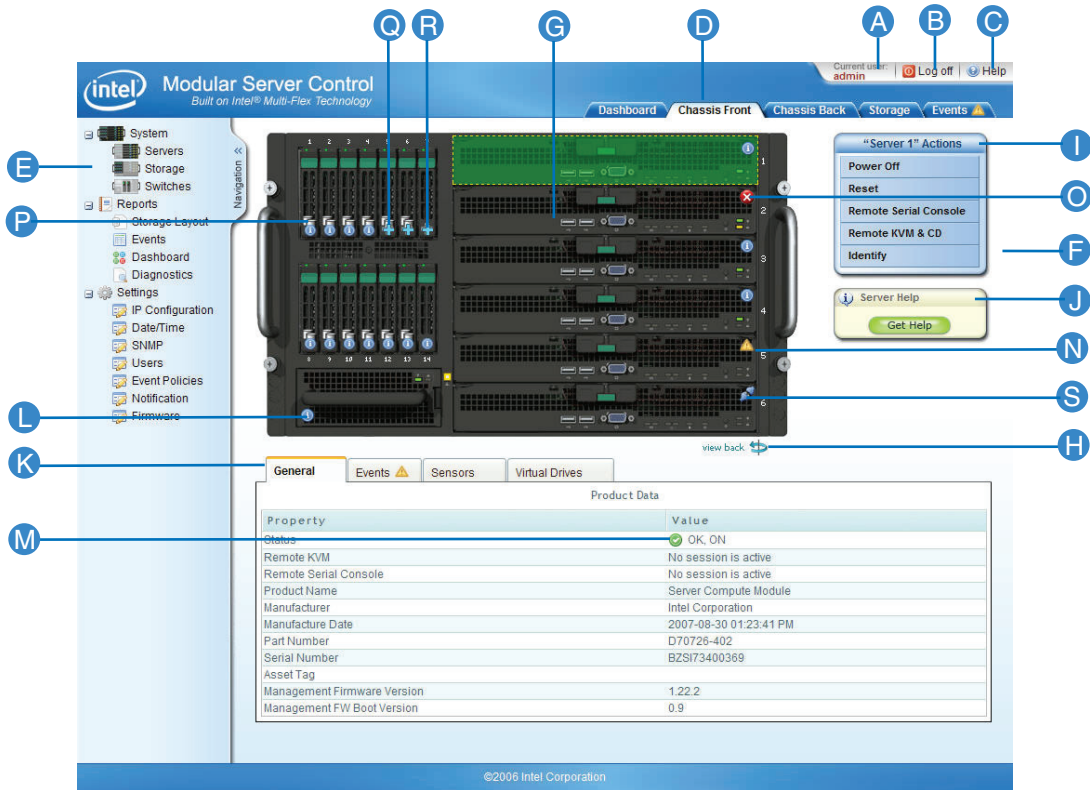 Q R G D A B C
intel
Modular Server Control
Built on Intel® Multi-Flex Technology
Current user:
admin
Log off
Help
Dashboard Chassis Front Chassis Back Storage Events
E
System
Servers
Storage
Switches
Reports
Storage Layout
Events
Dashboard
Diagnostics
Settings
IP Configuration
Date/Time
SNMP
Users
Event Policies
Notification
Firmware
Navigation
P
L
K
M
1 2 3 4 5 6
8 9 10 11 12 13 14
1
2
3
4
5
6
"Server 1" Actions
Power Off
Reset
Remote Serial Console
Remote KVM & CD
Identify
Server Help
Get Help
I
O
F
J
N
S
H
view back
General Events Sensors Virtual Drives
Product Data
Property Value
Status OK, ON
Remote KVM No session is active
Remote Serial Console No session is active
Product Name Server Compute Module
Manufacturer Intel Corporation
Manufacture Date 2007-08-30 01:23:41 PM
Part Number D70726-402
Serial Number BZSI73400369
Asset Tag
Management Firmware Version 1.22.2
Management FW Boot Version 0.9
©2006 Intel Corporation